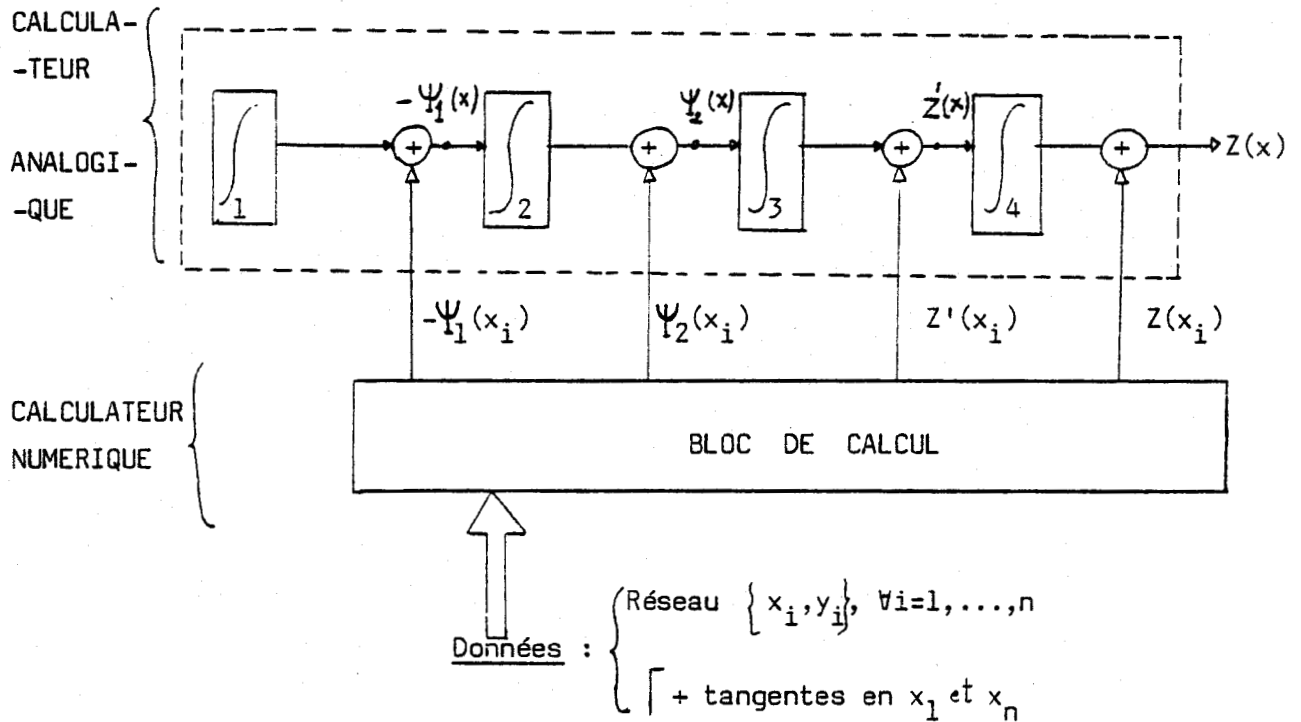 CALCULA-
-TEUR
ANALOGI-
-QUE
-Ψ₁(x)
Ψ₂(x)
Z'(x)
1
+
2
+
3
+
4
+
Z(x)
-Ψ₁(xᵢ)
Ψ₂(xᵢ)
Z'(xᵢ)
Z(xᵢ)
CALCULATEUR
NUMERIQUE
BLOC DE CALCUL
Données :
Réseau {xᵢ,yᵢ}, ∀i=1,...,n
⌈ + tangentes en x₁ et xₙ